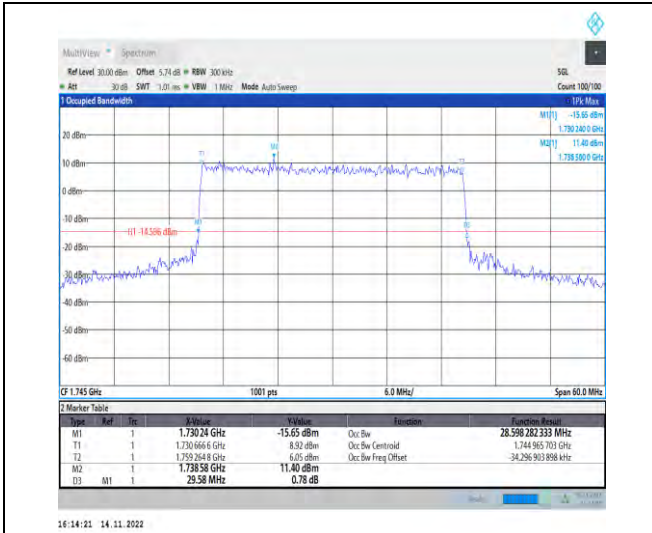 MultiView Spectrum
Ref Level 30.00 dBm Offset 5.74 dB RBW 300 kHz SGL
Att 30 dB SWT 1.01 ms VBW 1 MHz Mode Auto Sweep Count 100/100
1 Occupied Bandwidth 1Pk Max
M1[1] -15.65 dBm
1.730 240 0 GHz
M2[1] 11.40 dBm
1.738 580 0 GHz
20 dBm
10 dBm
0 dBm
-10 dBm
H1 -14.596 dBm
-30 dBm
-40 dBm
-50 dBm
-60 dBm
CF 1.745 GHz 1001 pts 6.0 MHz/ Span 60.0 MHz
2 Marker Table
Type Ref Trc X-Value Y-Value Function Function Result
M1 1 1.730 24 GHz -15.65 dBm Occ Bw 28.598 282 333 MHz
T1 1 1.730 666 6 GHz 8.92 dBm Occ Bw Centroid 1.744 965 703 GHz
T2 1 1.759 264 8 GHz 6.05 dBm Occ Bw Freq Offset -34.296 903 898 kHz
M2 1 1.738 58 GHz 11.40 dBm
D3 M1 1 29.58 MHz 0.78 dB
16:14:21 14.11.2022